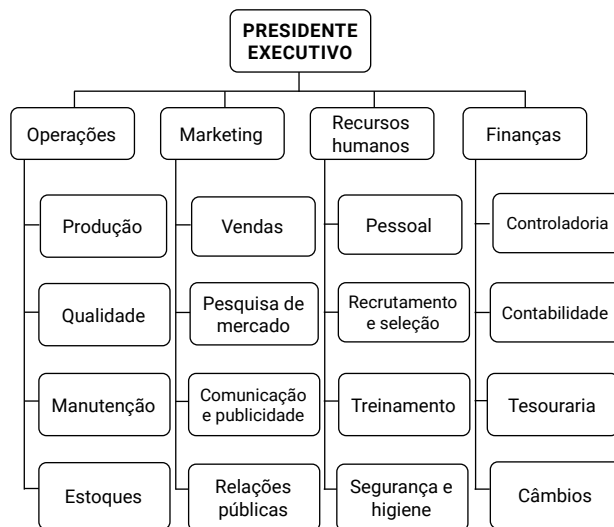 PRESIDENTE
EXECUTIVO
Operações
Marketing
Recursos
humanos
Finanças
Produção
Vendas
Pessoal
Controladoria
Qualidade
Pesquisa de
mercado
Recrutamento
e seleção
Contabilidade
Manutenção
Comunicação
e publicidade
Treinamento
Tesouraria
Estoques
Relações
públicas
Segurança e
higiene
Câmbios